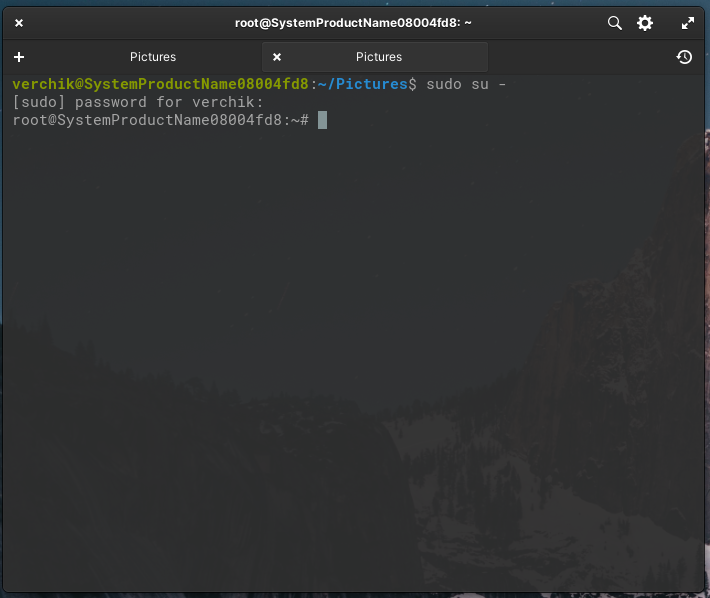 root@SystemProductName08004fd8: ~
Pictures
Pictures
verchik@SystemProductName08004fd8:~/Pictures$ sudo su -
[sudo] password for verchik:
root@SystemProductName08004fd8:~#